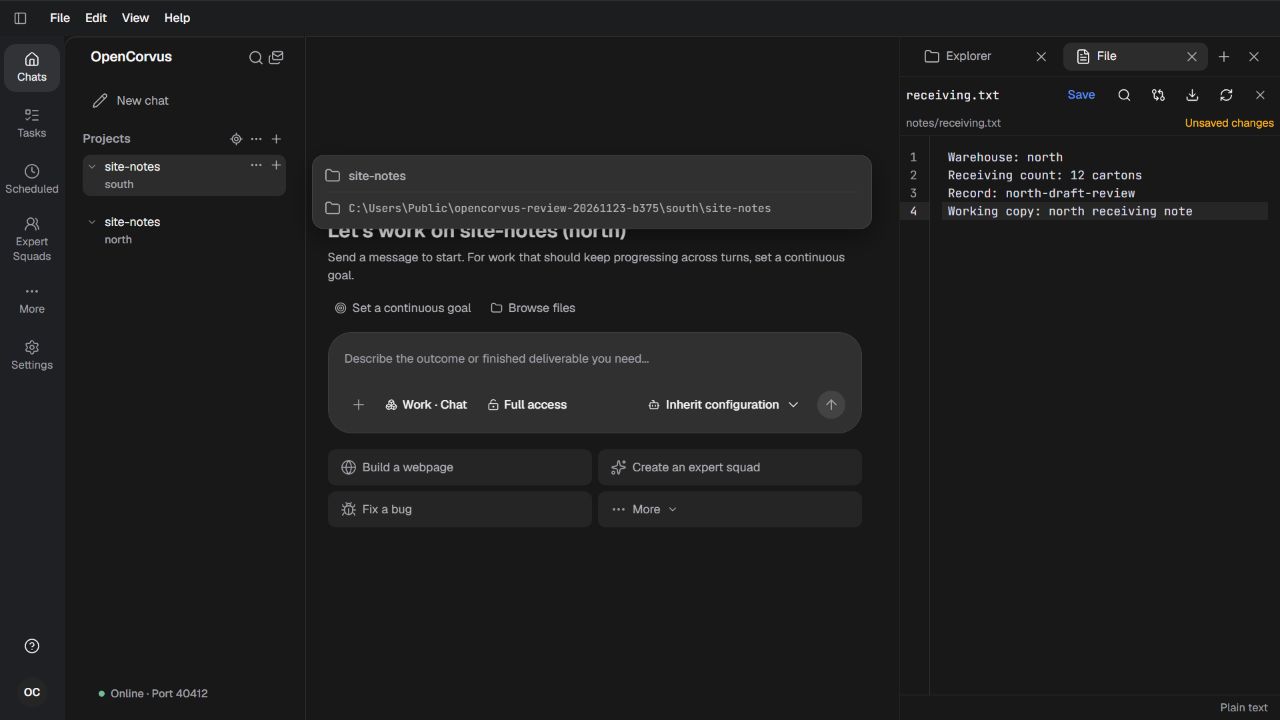 File Edit View Help
Chats
Tasks
Scheduled
Expert
Squads
More
Settings
OC
OpenCorvus
New chat
Projects
site-notes
south
site-notes
north
Online · Port 40412
site-notes
C:\Users\Public\opencorvus-review-20261123-b375\south\site-notes
Let's work on site-notes (north)
Send a message to start. For work that should keep progressing across turns, set a continuous
goal.
Set a continuous goal Browse files
Describe the outcome or finished deliverable you need...
Work · Chat Full access Inherit configuration
Build a webpage Create an expert squad
Fix a bug More
Explorer File
receiving.txt Save
notes/receiving.txt Unsaved changes
1 Warehouse: north
2 Receiving count: 12 cartons
3 Record: north-draft-review
4 Working copy: north receiving note
Plain text